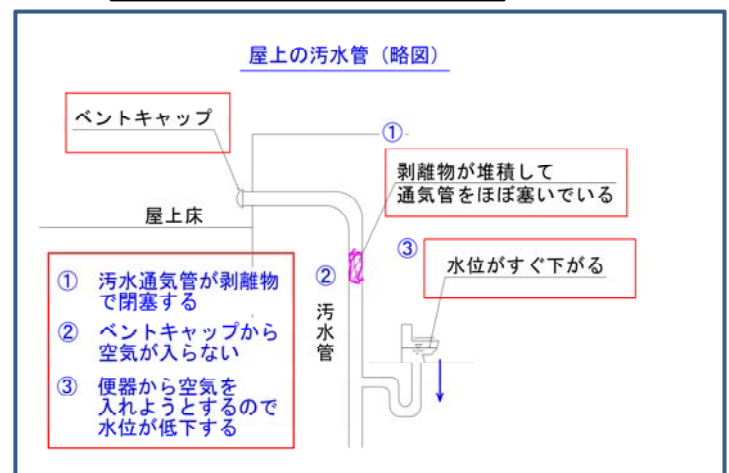 屋上の汚水管（略図）
ベントキャップ
①
剥離物が堆積して
通気管をほぼ塞いでいる
屋上床
③
水位がすぐ下がる
②
汚水管
① 汚水通気管が剥離物
で閉塞する
② ベントキャップから
空気が入らない
③ 便器から空気を
入れようとするので
水位が低下する